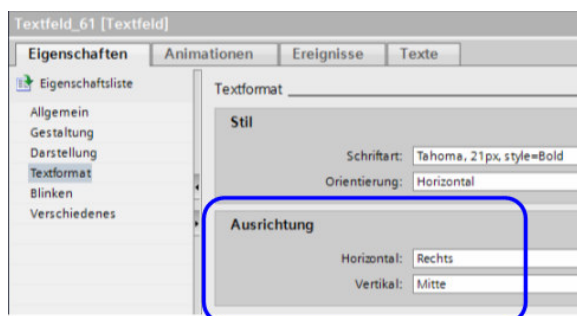 Textfeld_61 [Textfeld]
Eigenschaften Animationen Ereignisse Texte
Eigenschaftsliste
Allgemein
Gestaltung
Darstellung
Textformat
Blinken
Verschiedenes
Textformat
Stil
Schriftart: Tahoma, 21px, style=Bold
Orientierung: Horizontal
Ausrichtung
Horizontal: Rechts
Vertikal: Mitte